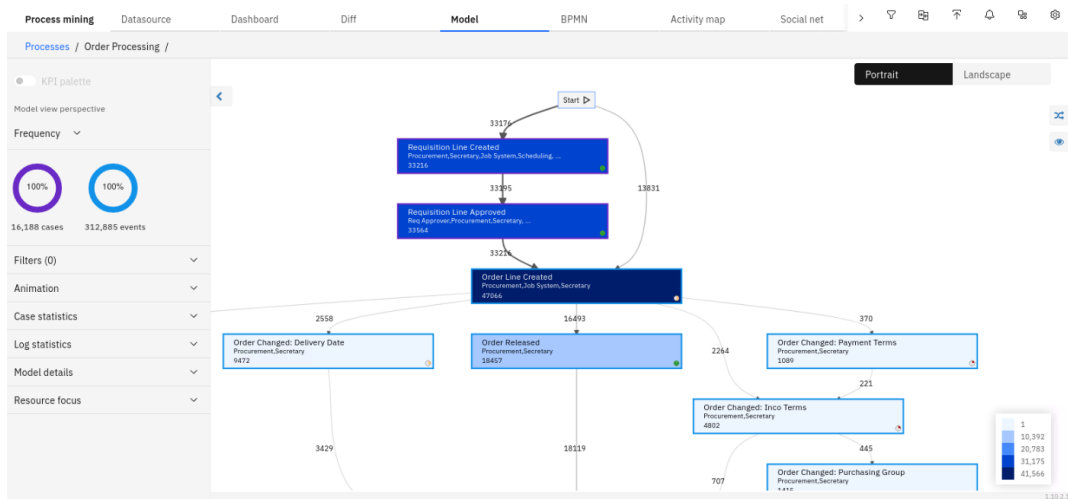 Process mining
Datasource
Dashboard
Diff
Model
BPMN
Activity map
Social net
Processes / Order Processing /
KPI palette
Model view perspective
Frequency
100%
100%
16,188 cases
312,885 events
Filters (0)
Animation
Case statistics
Log statistics
Model details
Resource focus
Portrait
Landscape
Start
33176
Requisition Line Created
Procurement,Secretary,Job System,Scheduling, ...
33216
33195
13831
Requisition Line Approved
Req Approver,Procurement,Secretary, ...
33564
33216
Order Line Created
Procurement,Job System,Secretary
47066
2558
16493
370
Order Changed: Delivery Date
Procurement,Secretary
9472
Order Released
Procurement,Secretary
18457
2264
Order Changed: Payment Terms
Procurement,Secretary
1089
221
Order Changed: Inco Terms
Procurement,Secretary
4802
3429
18119
445
707
Order Changed: Purchasing Group
Procurement,Secretary
1
10,392
20,783
31,175
41,566